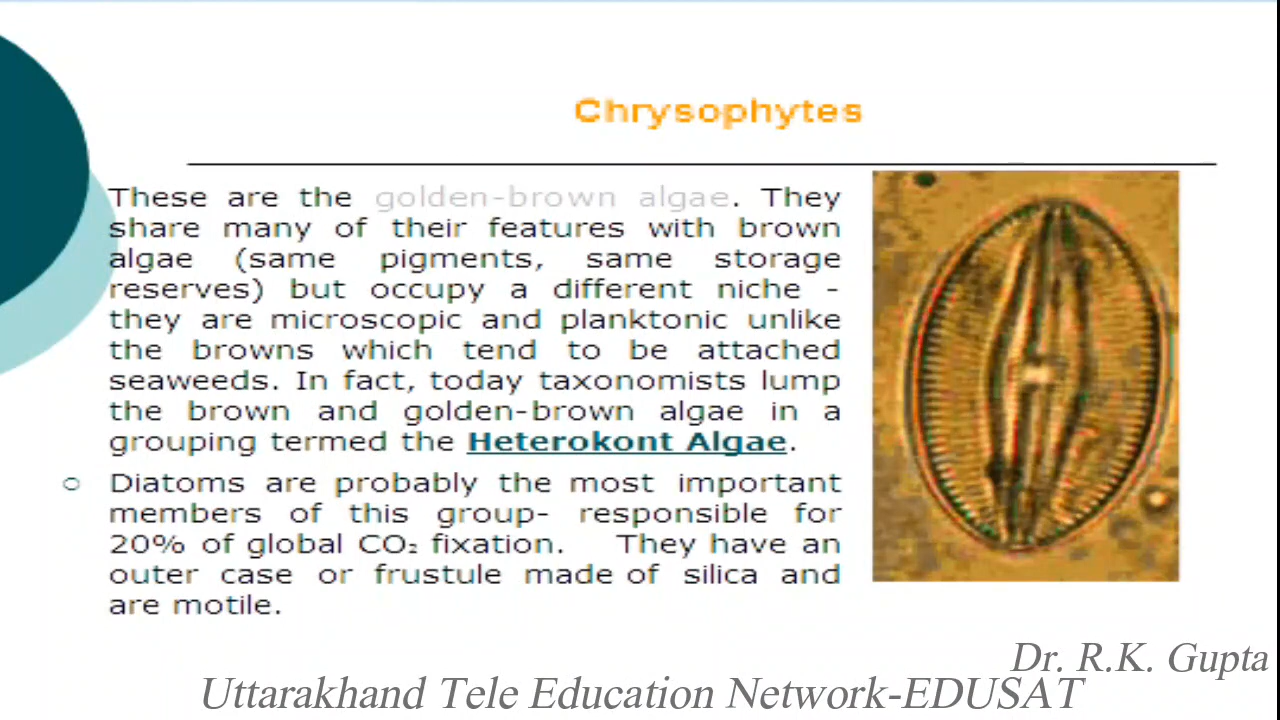 Chrysophytes
These are the golden-brown algae. They
share many of their features with brown
algae (same pigments, same storage
reserves) but occupy a different niche -
they are microscopic and planktonic unlike
the browns which tend to be attached
seaweeds. In fact, today taxonomists lump
the brown and golden-brown algae in a
grouping termed the Heterokont Algae.
Diatoms are probably the most important
members of this group- responsible for
20% of global CO₂ fixation. They have an
outer case or frustule made of silica and
are motile.
Dr. R.K. Gupta
Uttarakhand Tele Education Network-EDUSAT